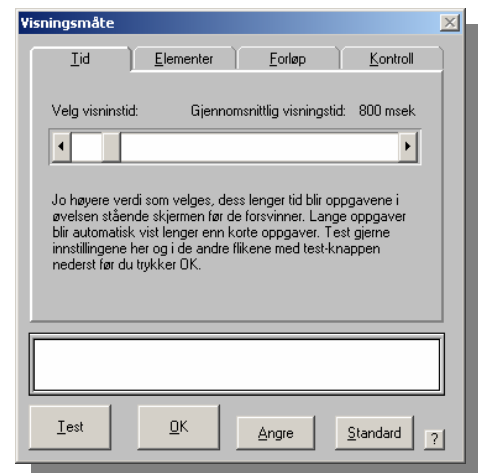 Visningsmåte
Tid Elementer Forløp Kontroll
Velg visninstid: Gjennomsnittlig visningstid: 800 msek
Jo høyere verdi som velges, dess lenger tid blir oppgavene i
øvelsen stående skjermen før de forsvinner. Lange oppgaver
blir automatisk vist lenger enn korte oppgaver. Test gjerne
innstillingene her og i de andre flikene med test-knappen
nederst før du trykker OK.
Test OK Angre Standard ?